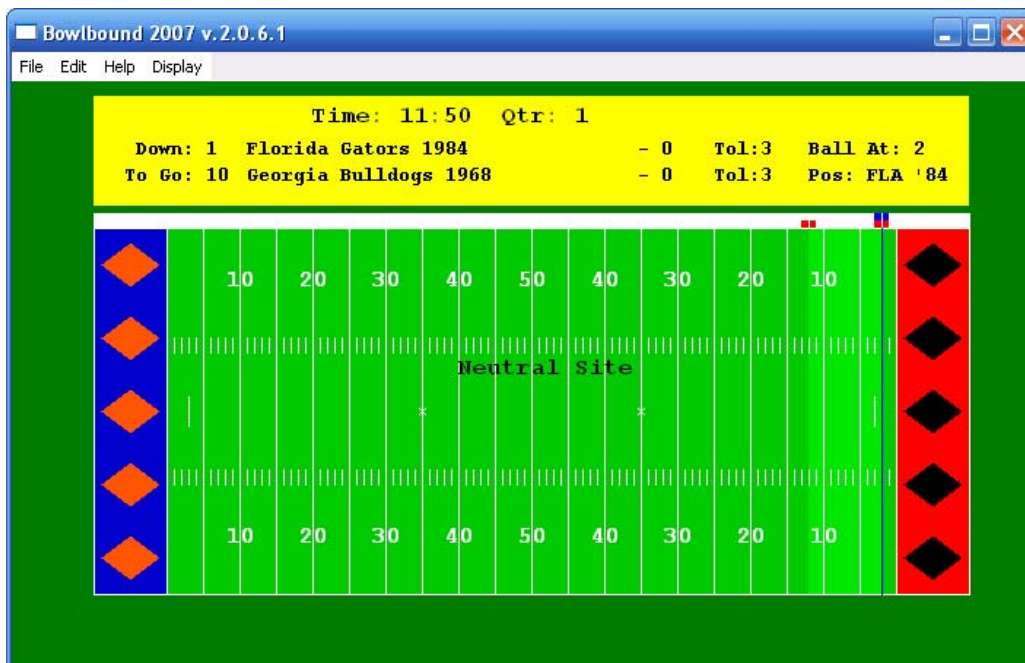 Bowlbound 2007 v.2.0.6.1
File Edit Help Display
Time: 11:50 Qtr: 1
Down: 1 Florida Gators 1984 - 0 Tol:3 Ball At: 2
To Go: 10 Georgia Bulldogs 1968 - 0 Tol:3 Pos: FLA '84
10 20 30 40 50 40 30 20 10
Neutral Site
10 20 30 40 50 40 30 20 10